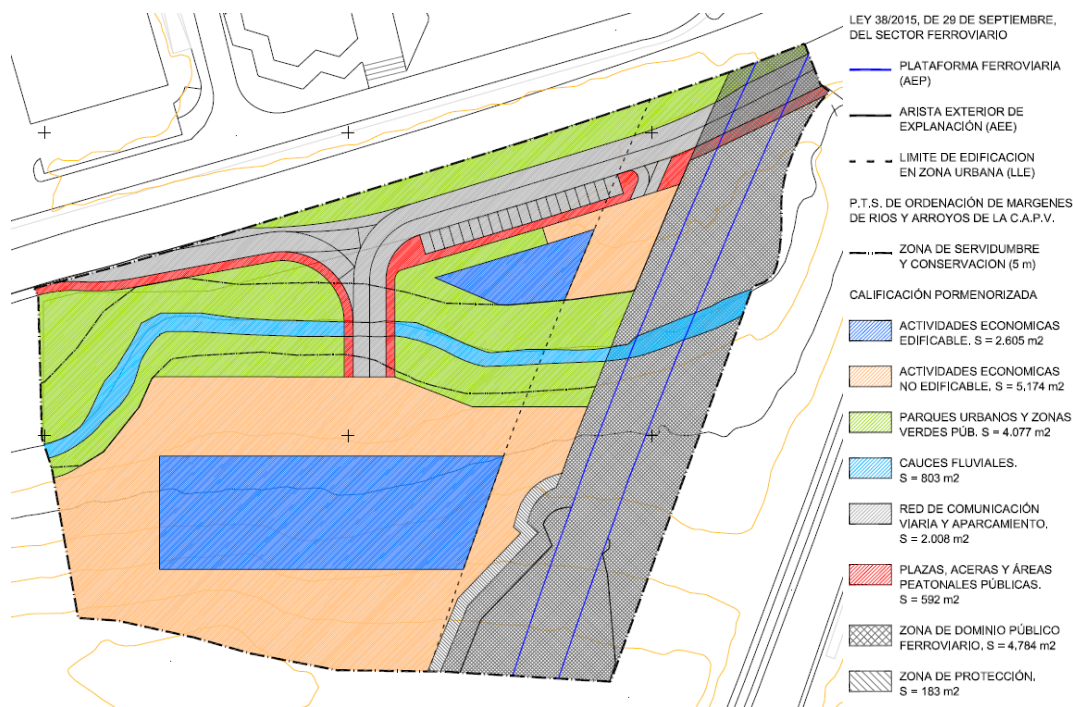 LEY 38/2015, DE 29 DE SEPTIEMBRE,
DEL SECTOR FERROVIARIO
PLATAFORMA FERROVIARIA
(AEP)
ARISTA EXTERIOR DE
EXPLANACIÓN (AEE)
LIMITE DE EDIFICACION
EN ZONA URBANA (LLE)
P.T.S. DE ORDENACIÓN DE MARGENES
DE RIOS Y ARROYOS DE LA C.A.P.V.
ZONA DE SERVIDUMBRE
Y CONSERVACION (5 m)
CALIFICACIÓN PORMENORIZADA
ACTIVIDADES ECONOMICAS
EDIFICABLE, S = 2.605 m2
ACTIVIDADES ECONOMICAS
NO EDIFICABLE, S = 5,174 m2
PARQUES URBANOS Y ZONAS
VERDES PÚB. S = 4.077 m2
CAUCES FLUVIALES.
S = 803 m2
RED DE COMUNICACIÓN
VIARIA Y APARCAMIENTO,
S = 2.008 m2
PLAZAS, ACERAS Y ÁREAS
PEATONALES PÚBLICAS.
S = 592 m2
ZONA DE DOMINIO PÚBLICO
FERROVIARIO, S = 4,784 m2
ZONA DE PROTECCIÓN,
S = 183 m2